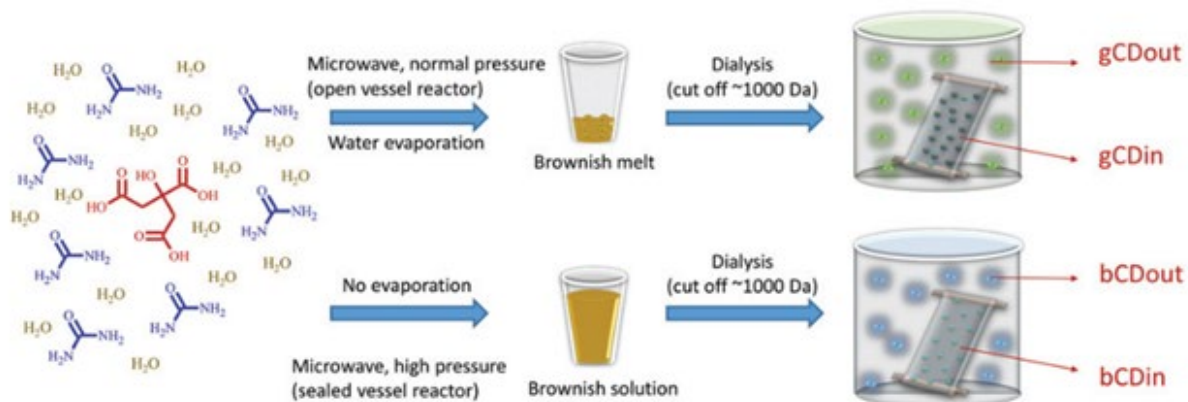 H₂O
H₂O
O
NH₂
H₂N
H₂O
H₂O
O
NH₂
H₂N
H₂O
H₂O
O
NH₂
H₂N
H₂O
H₂O
H₂O
O
HO
O
O
HO
OH
O
OH
H₂O
H₂O
O
NH₂
H₂N
O
NH₂
H₂N
H₂O
H₂O
H₂O
O
NH₂
H₂N
H₂O
O
NH₂
H₂N
H₂O
Microwave, normal pressure
(open vessel reactor)
Water evaporation
Brownish melt
Dialysis
(cut off ~1000 Da)
gCDout
gCDin
No evaporation
Microwave, high pressure
(sealed vessel reactor)
Brownish solution
Dialysis
(cut off ~1000 Da)
bCDout
bCDin